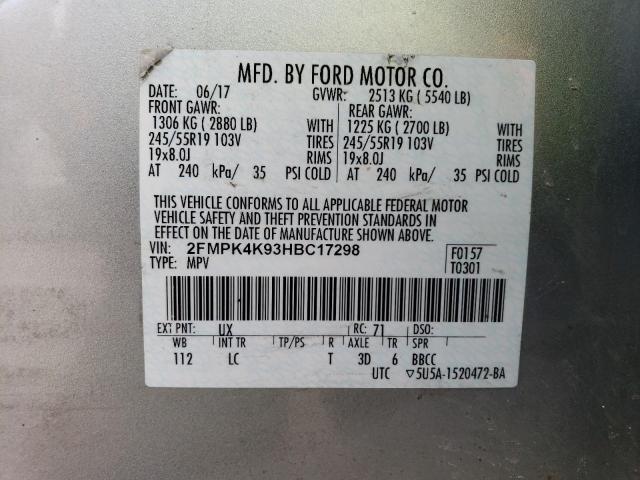 MFD. BY FORD MOTOR CO.
DATE: 06/17 GVWR: 2513 KG ( 5540 LB)
FRONT GAWR: REAR GAWR:
1306 KG ( 2880 LB) WITH 1225 KG ( 2700 LB) WITH
245/55R19 103V TIRES 245/55R19 103V TIRES
19x8.0J RIMS 19x8.0J RIMS
AT 240 kPa/ 35 PSI COLD AT 240 kPa/ 35 PSI COLD
THIS VEHICLE CONFORMS TO ALL APPLICABLE FEDERAL MOTOR
VEHICLE SAFETY AND THEFT PREVENTION STANDARDS IN
EFFECT ON THE DATE OF MANUFACTURE SHOWN ABOVE.
VIN: 2FMPK4K93HBC17298 F0157
TYPE: MPV T0301
EXT PNT: UX RC: 71 DSO:
WB INT TR TP/PS R AXLE TR SPR
112 LC T 3D 6 BBCC
UTC ▽5U5A-1520472-BA